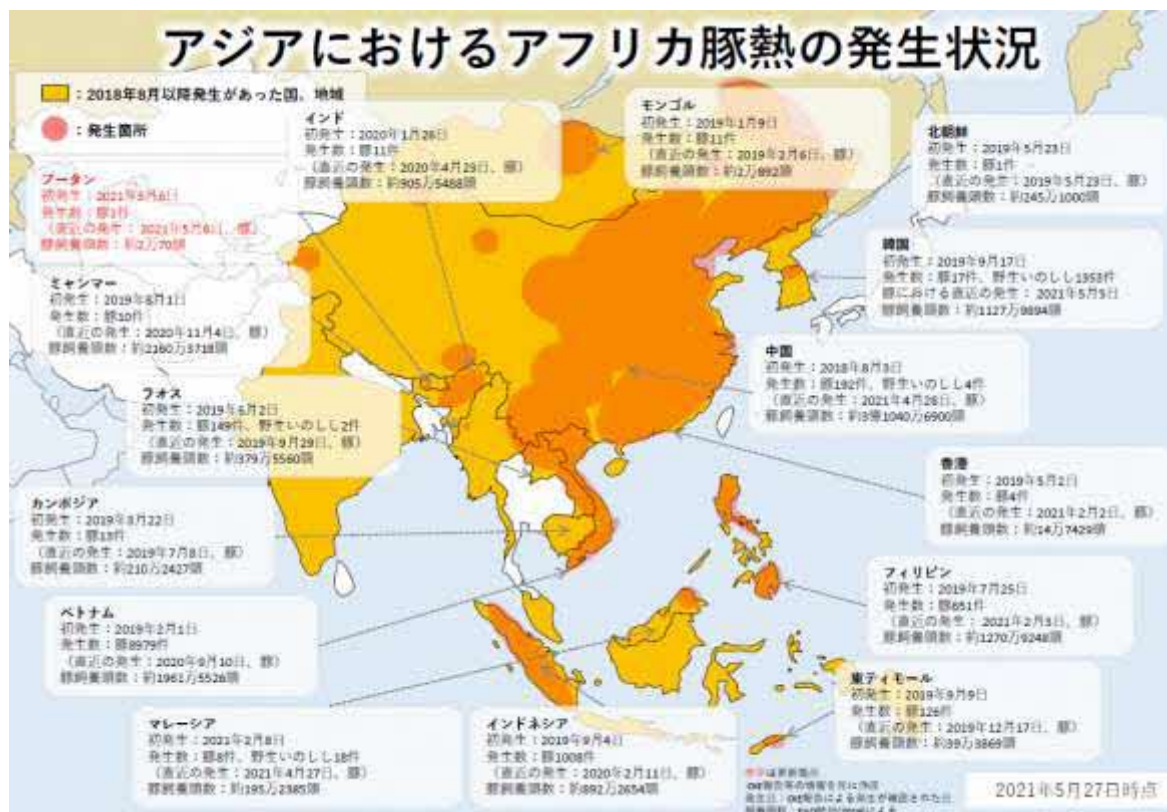 アジアにおけるアフリカ豚熱の発生状況
：2018年8月以降発生があった国、地域
：発生箇所
インド
初発生：2020年1月26日
発生数：豚11件
（直近の発生：2020年4月29日、豚）
豚飼養頭数：約905万5488頭
モンゴル
初発生：2019年1月9日
発生数：豚11件
（直近の発生：2019年2月6日、豚）
豚飼養頭数：約2万892頭
北朝鮮
初発生：2019年5月23日
発生数：豚1件
（直近の発生：2019年5月23日、豚）
豚飼養頭数：約245万1000頭
ブータン
初発生：2021年5月6日
発生数：豚1件
（直近の発生：2021年5月6日、豚）
豚飼養頭数：約2万70頭
韓国
初発生：2019年9月17日
発生数：豚17件、野生いのしし1353件
豚における直近の発生：2021年5月5日
豚飼養頭数：約1127万9894頭
ミャンマー
初発生：2019年8月1日
発生数：豚10件
（直近の発生：2020年11月4日、豚）
豚飼養頭数：約2160万3718頭
中国
初発生：2018年8月3日
発生数：豚192件、野生いのしし4件
（直近の発生：2021年4月28日、豚）
豚飼養頭数：約3億1040万6900頭
ラオス
初発生：2019年6月2日
発生数：豚149件、野生いのしし2件
（直近の発生：2019年9月29日、豚）
豚飼養頭数：約379万5560頭
香港
初発生：2019年5月2日
発生数：豚4件
（直近の発生：2021年2月2日、豚）
豚飼養頭数：約14万7429頭
カンボジア
初発生：2019年3月22日
発生数：豚13件
（直近の発生：2019年7月8日、豚）
豚飼養頭数：約210万2427頭
フィリピン
初発生：2019年7月25日
発生数：豚651件
（直近の発生：2021年2月3日、豚）
豚飼養頭数：約1270万9248頭
ベトナム
初発生：2019年2月1日
発生数：豚8979件
（直近の発生：2020年9月10日、豚）
豚飼養頭数：約1961万5526頭
東ティモール
初発生：2019年9月9日
発生数：豚126件
（直近の発生：2019年12月17日、豚）
豚飼養頭数：約39万3869頭
マレーシア
初発生：2021年2月8日
発生数：豚8件、野生いのしし18件
（直近の発生：2021年4月27日、豚）
豚飼養頭数：約195万2385頭
インドネシア
初発生：2019年9月4日
発生数：豚1008件
（直近の発生：2020年2月11日、豚）
豚飼養頭数：約892万2654頭
赤字は更新箇所
OIE報告等の情報を元に作成
発生日：OIE報告による発生が確認された日
2021年5月27日時点